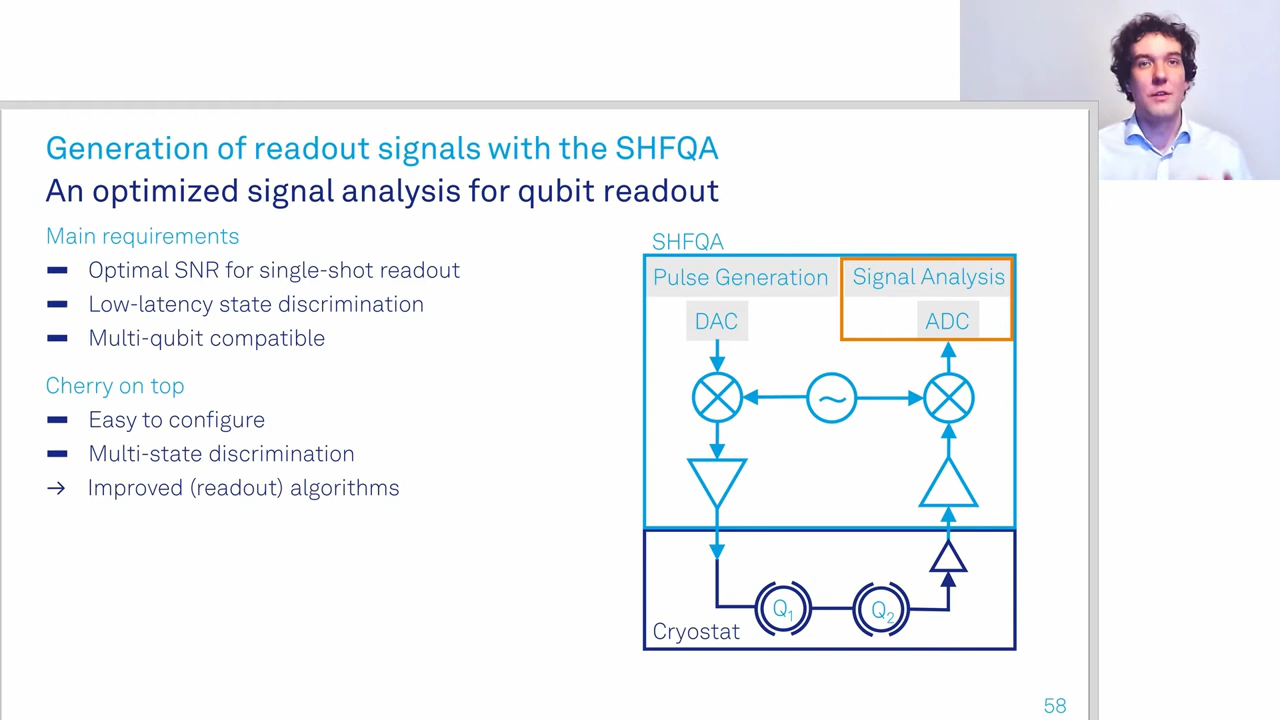 Generation of readout signals with the SHFQA
An optimized signal analysis for qubit readout
Main requirements
Optimal SNR for single-shot readout
Low-latency state discrimination
Multi-qubit compatible
Cherry on top
Easy to configure
Multi-state discrimination
→ Improved (readout) algorithms
SHFQA
Pulse Generation
Signal Analysis
DAC
ADC
~
Q1
Q2
Cryostat
58